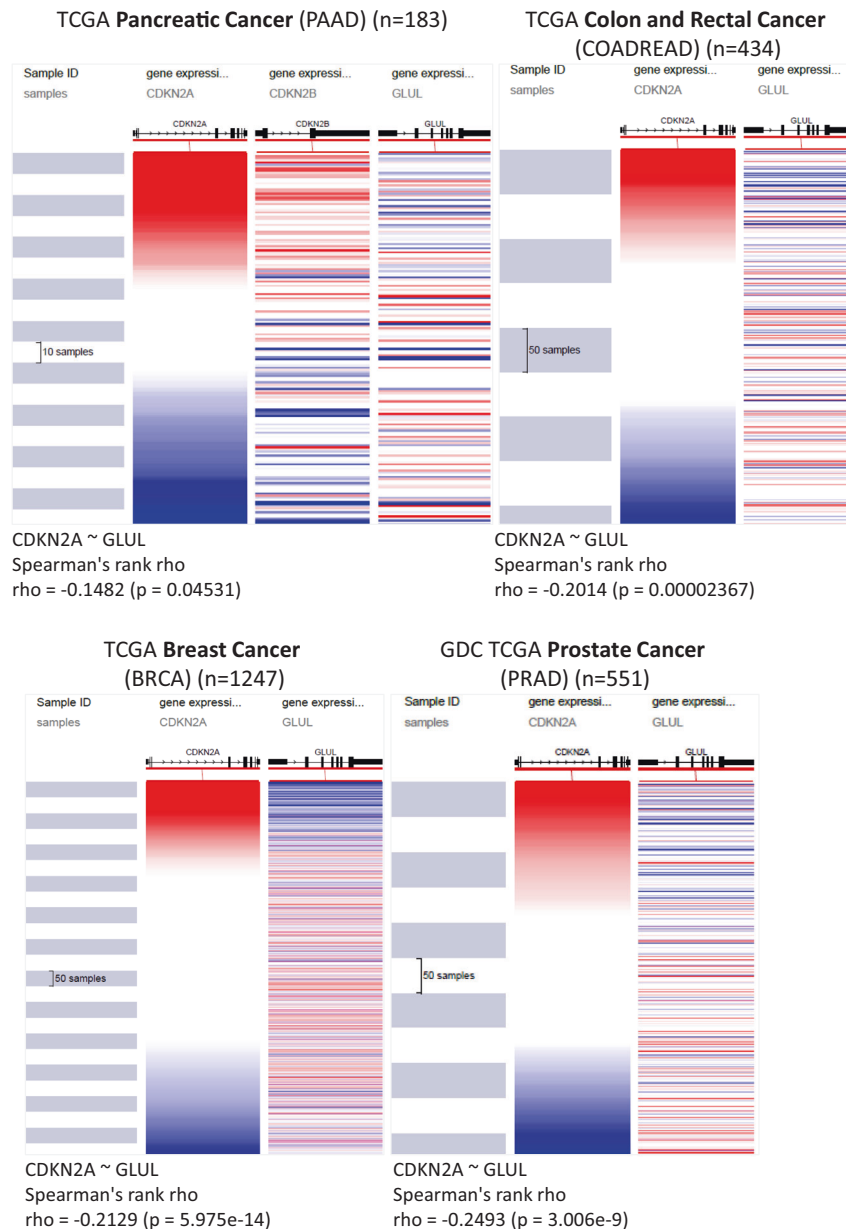 TCGA Pancreatic Cancer (PAAD) (n=183)
Sample ID gene expressi... gene expressi... gene expressi...
samples CDKN2A CDKN2B GLUL
CDKN2A CDKN2B GLUL
10 samples
CDKN2A ~ GLUL
Spearman's rank rho
rho = -0.1482 (p = 0.04531)
TCGA Colon and Rectal Cancer
(COADREAD) (n=434)
Sample ID gene expressi... gene expressi...
samples CDKN2A GLUL
CDKN2A GLUL
50 samples
CDKN2A ~ GLUL
Spearman's rank rho
rho = -0.2014 (p = 0.00002367)
TCGA Breast Cancer
(BRCA) (n=1247)
Sample ID gene expressi... gene expressi...
samples CDKN2A GLUL
CDKN2A GLUL
50 samples
CDKN2A ~ GLUL
Spearman's rank rho
rho = -0.2129 (p = 5.975e-14)
GDC TCGA Prostate Cancer
(PRAD) (n=551)
Sample ID gene expressi... gene expressi...
samples CDKN2A GLUL
CDKN2A GLUL
50 samples
CDKN2A ~ GLUL
Spearman's rank rho
rho = -0.2493 (p = 3.006e-9)